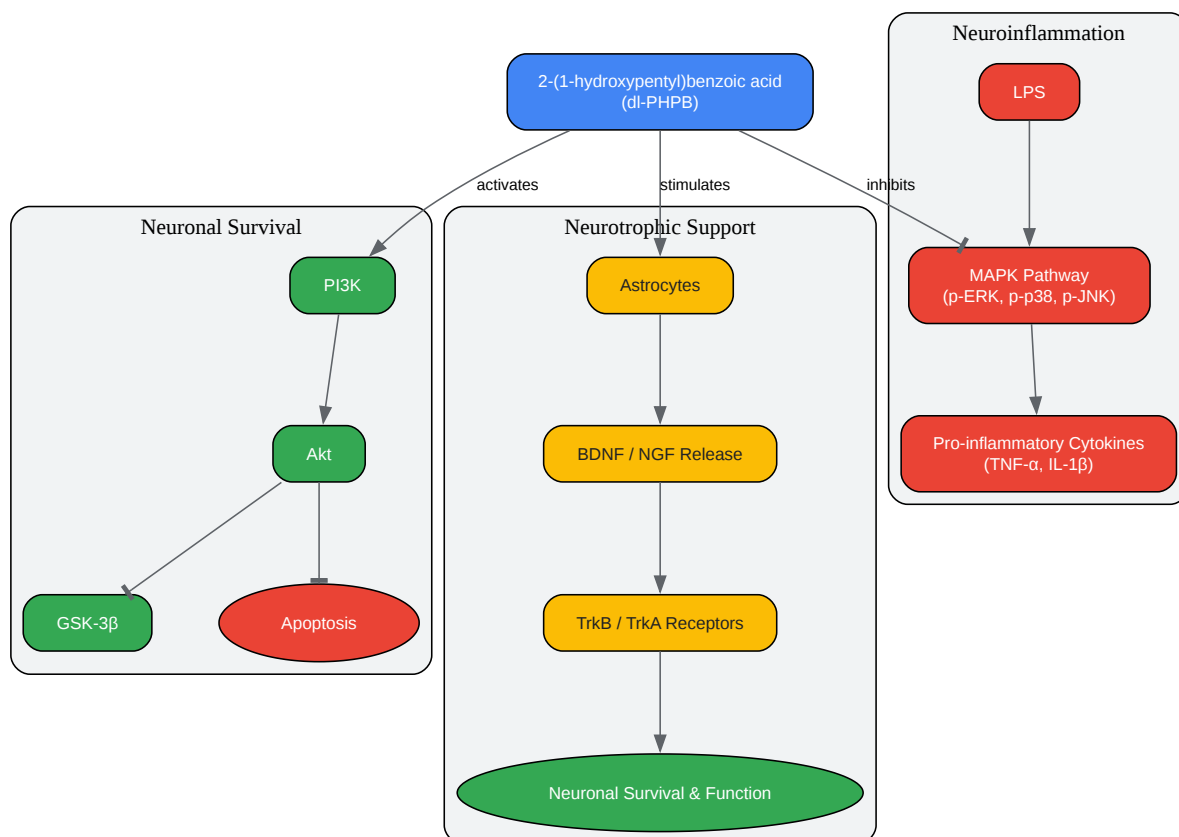 Neuroinflammation
2-(1-hydroxypentyl)benzoic acid
(dl-PHPB)
LPS
activates
stimulates
inhibits
Neuronal Survival
Neurotrophic Support
PI3K
Astrocytes
MAPK Pathway
(p-ERK, p-p38, p-JNK)
Akt
BDNF / NGF Release
Pro-inflammatory Cytokines
(TNF-α, IL-1β)
GSK-3β
Apoptosis
TrkB / TrkA Receptors
Neuronal Survival & Function